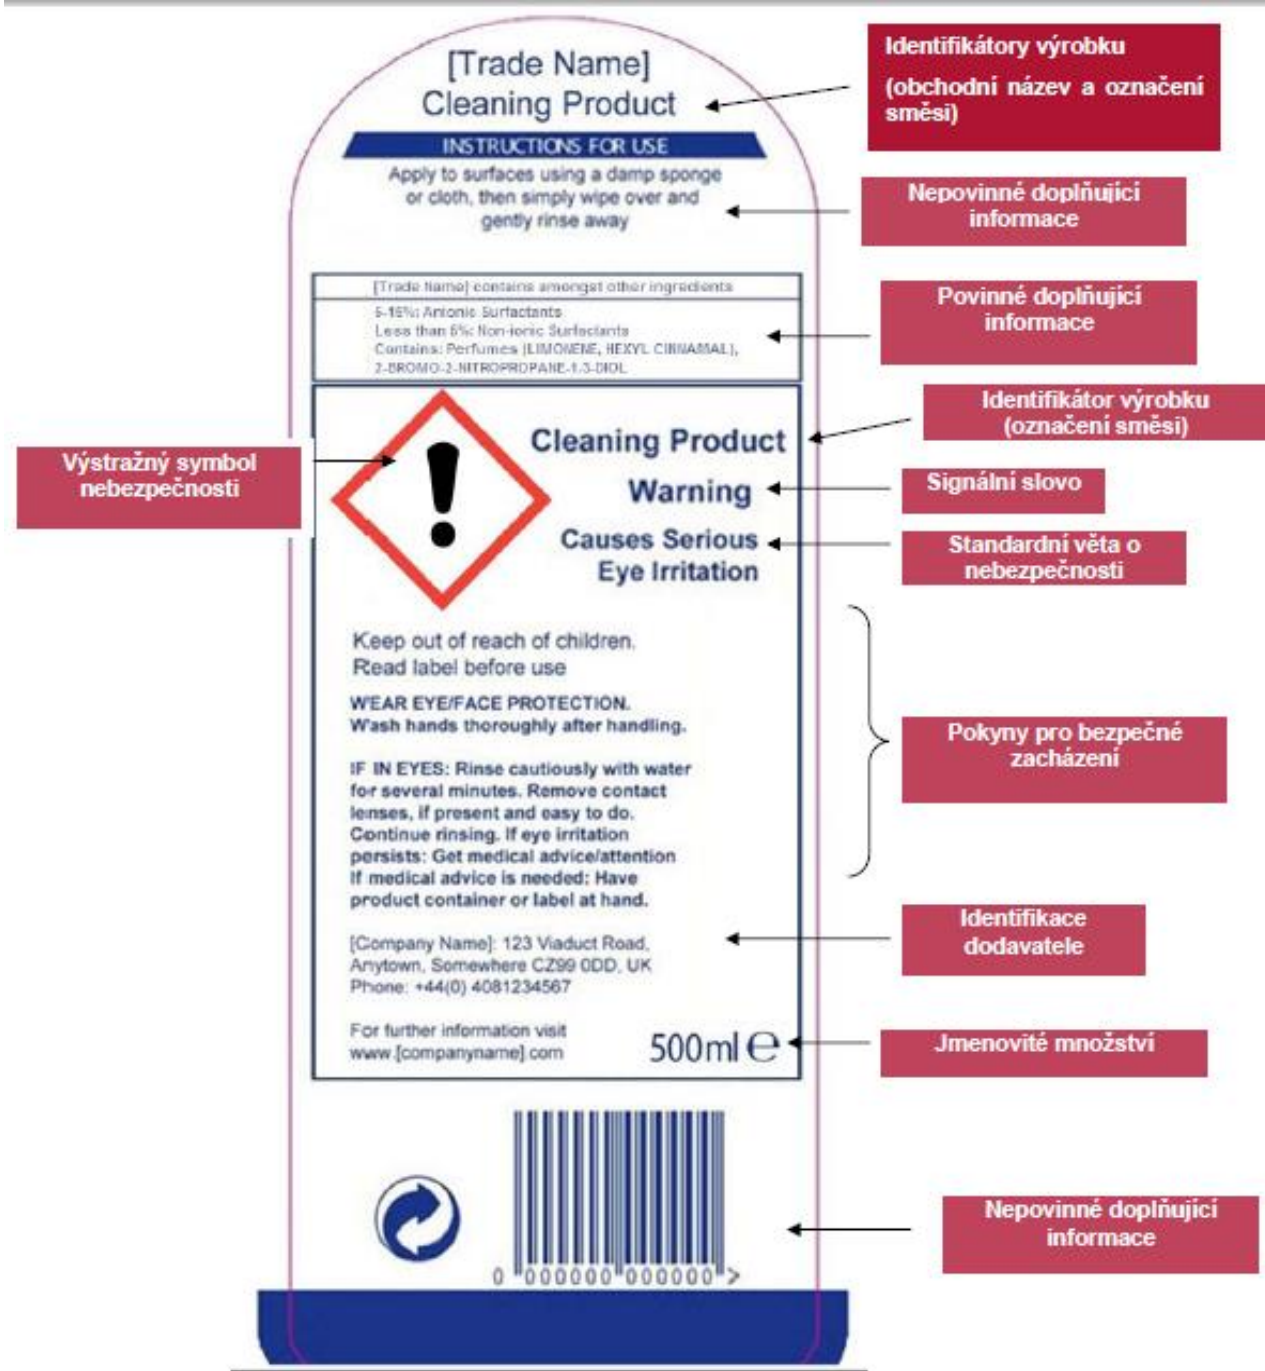 [Trade Name]
Cleaning Product
INSTRUCTIONS FOR USE
Apply to surfaces using a damp sponge
or cloth, then simply wipe over and
gently rinse away
[Trade Name] contains amongst other ingredients
5-15%: Anionic Surfactants
Less than 5%: Non-ionic Surfactants
Contains: Perfumes (LIMONENE, HEXYL CINNAMAL),
2-BROMO-2-NITROPROPANE-1,3-DIOL
Cleaning Product
Warning
Causes Serious
Eye Irritation
Keep out of reach of children.
Read label before use
WEAR EYE/FACE PROTECTION.
Wash hands thoroughly after handling.
IF IN EYES: Rinse cautiously with water
for several minutes. Remove contact
lenses, if present and easy to do.
Continue rinsing. If eye irritation
persists: Get medical advice/attention
If medical advice is needed: Have
product container or label at hand.
[Company Name]: 123 Viaduct Road,
Anytown, Somewhere CZ99 0DD, UK
Phone: +44(0) 4081234567
For further information visit
www.[companyname].com
500ml ℮
0 000000 000000 >
Výstražný symbol
nebezpečnosti
Identifikátory výrobku
(obchodní název a označení
směsi)
Nepovinné doplňující
informace
Povinné doplňující
informace
Identifikátor výrobku
(označení směsi)
Signální slovo
Standardní věta o
nebezpečnosti
Pokyny pro bezpečné
zacházení
Identifikace
dodavatele
Jmenovité množství
Nepovinné doplňující
informace